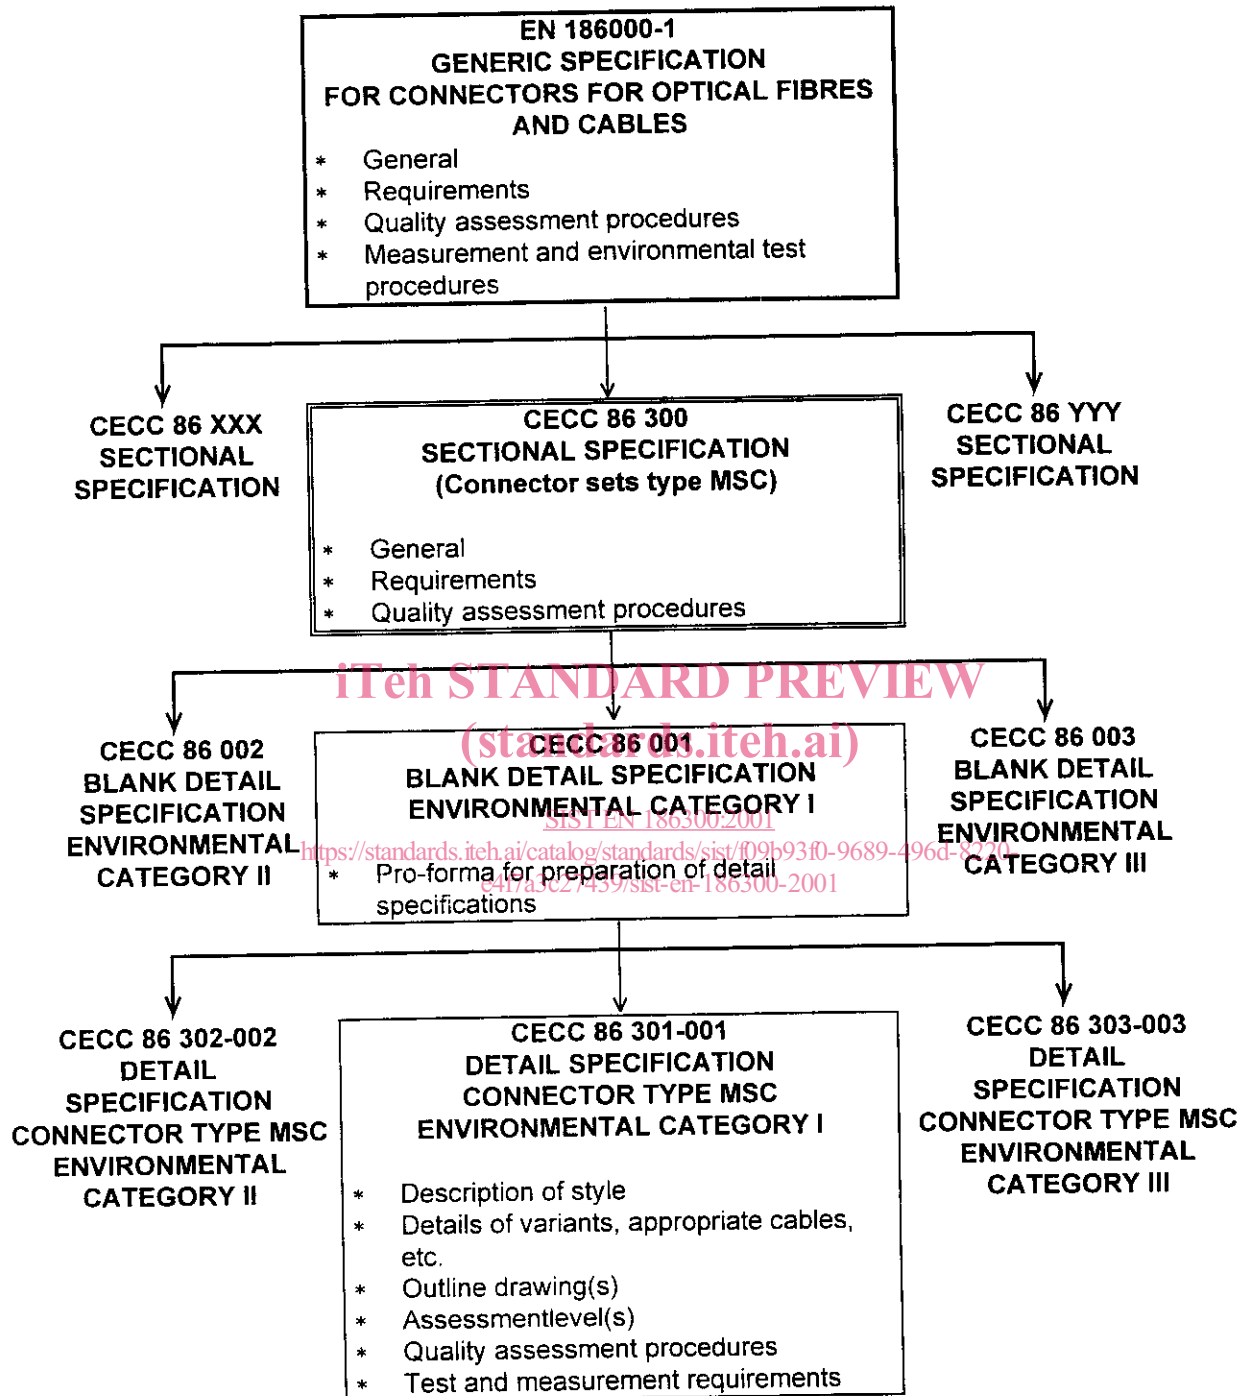 EN 186000-1
GENERIC SPECIFICATION
FOR CONNECTORS FOR OPTICAL FIBRES
AND CABLES
* General
* Requirements
* Quality assessment procedures
* Measurement and environmental test
procedures
CECC 86 XXX
SECTIONAL
SPECIFICATION
CECC 86 300
SECTIONAL SPECIFICATION
(Connector sets type MSC)
* General
* Requirements
* Quality assessment procedures
CECC 86 YYY
SECTIONAL
SPECIFICATION
iTeh STANDARD PREVIEW
(standards.iteh.ai)
SIST EN 186300:2001
https://standards.iteh.ai/catalog/standards/sist/f09b93f0-9689-496d-8220-
e4f7a3c27439/sist-en-186300-2001
CECC 86 002
BLANK DETAIL
SPECIFICATION
ENVIRONMENTAL
CATEGORY II
CECC 86 001
BLANK DETAIL SPECIFICATION
ENVIRONMENTAL CATEGORY I
* Pro-forma for preparation of detail
specifications
CECC 86 003
BLANK DETAIL
SPECIFICATION
ENVIRONMENTAL
CATEGORY III
CECC 86 302-002
DETAIL
SPECIFICATION
CONNECTOR TYPE MSC
ENVIRONMENTAL
CATEGORY II
CECC 86 301-001
DETAIL SPECIFICATION
CONNECTOR TYPE MSC
ENVIRONMENTAL CATEGORY I
* Description of style
* Details of variants, appropriate cables,
etc.
* Outline drawing(s)
* Assessmentlevel(s)
* Quality assessment procedures
* Test and measurement requirements
CECC 86 303-003
DETAIL
SPECIFICATION
CONNECTOR TYPE MSC
ENVIRONMENTAL
CATEGORY III